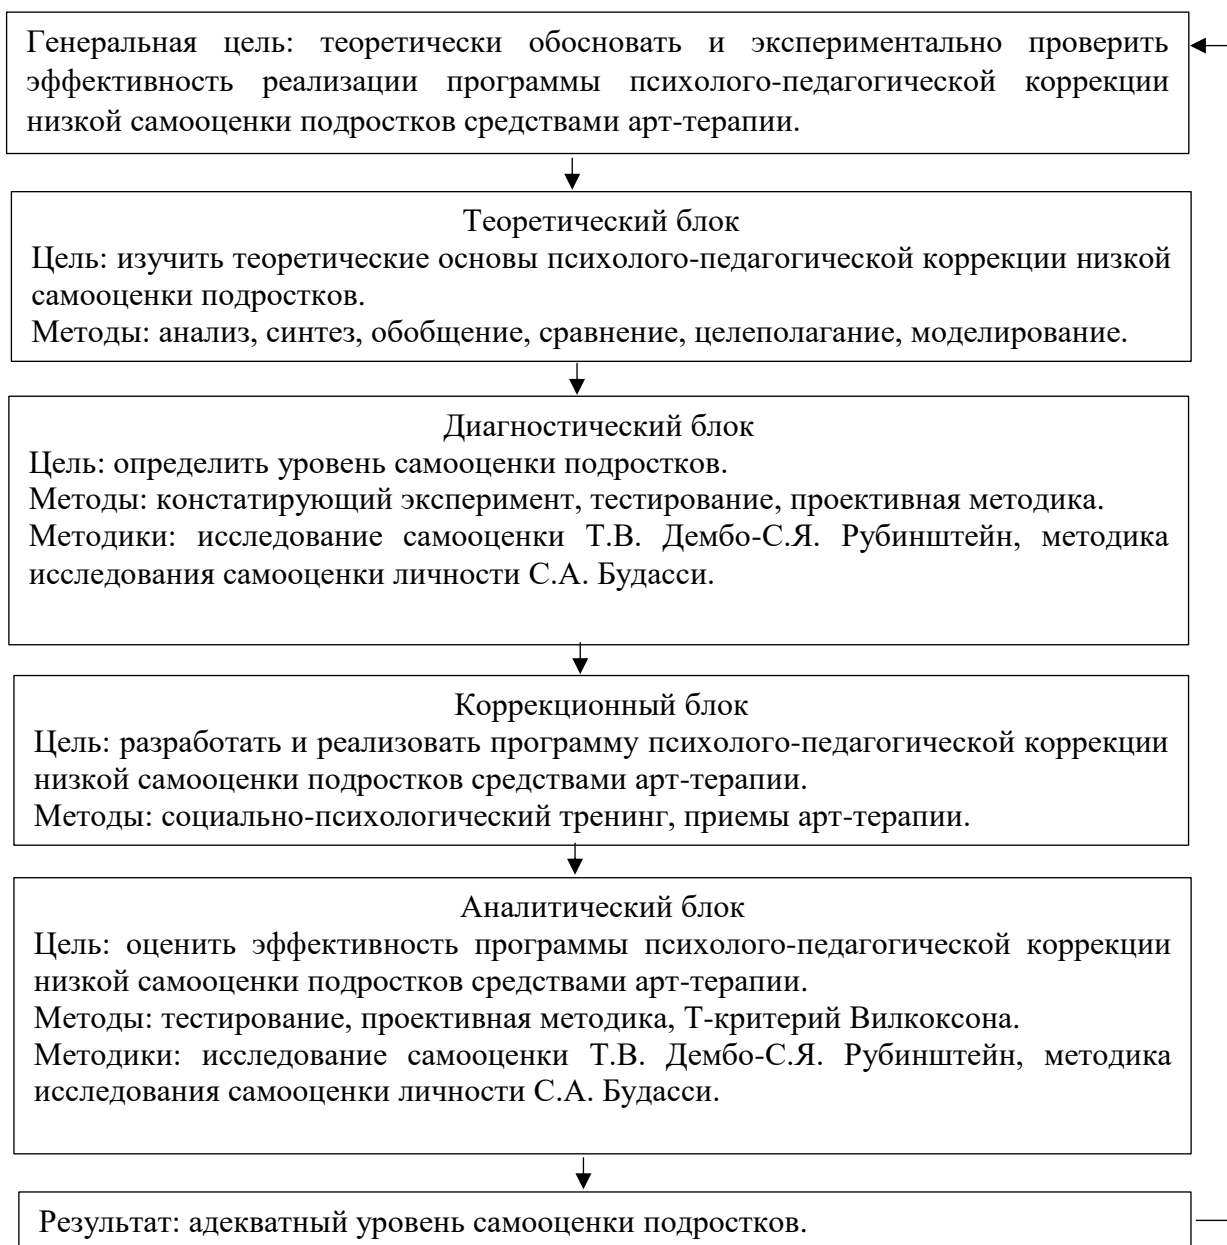 Генеральная цель: теоретически обосновать и экспериментально проверить
эффективность реализации программы психолого-педагогической коррекции
низкой самооценки подростков средствами арт-терапии.
Теоретический блок
Цель: изучить теоретические основы психолого-педагогической коррекции низкой
самооценки подростков.
Методы: анализ, синтез, обобщение, сравнение, целеполагание, моделирование.
Диагностический блок
Цель: определить уровень самооценки подростков.
Методы: констатирующий эксперимент, тестирование, проективная методика.
Методики: исследование самооценки Т.В. Дембо-С.Я. Рубинштейн, методика
исследования самооценки личности С.А. Будасси.
Коррекционный блок
Цель: разработать и реализовать программу психолого-педагогической коррекции
низкой самооценки подростков средствами арт-терапии.
Методы: социально-психологический тренинг, приемы арт-терапии.
Аналитический блок
Цель: оценить эффективность программы психолого-педагогической коррекции
низкой самооценки подростков средствами арт-терапии.
Методы: тестирование, проективная методика, Т-критерий Вилкоксона.
Методики: исследование самооценки Т.В. Дембо-С.Я. Рубинштейн, методика
исследования самооценки личности С.А. Будасси.
Результат: адекватный уровень самооценки подростков.